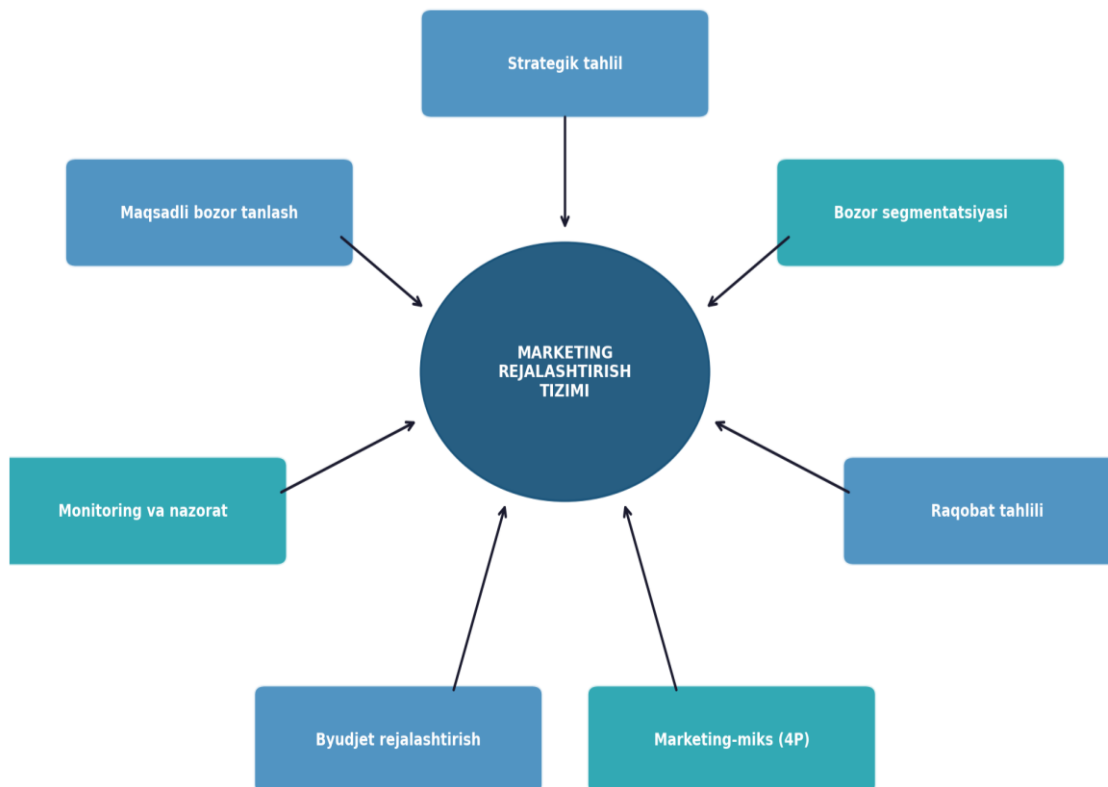 Strategik tahlil
Maqsadli bozor tanlash
Bozor segmentatsiyasi
MARKETING
REJALASHTIRISH
TIZIMI
Monitoring va nazorat
Raqobat tahlili
Byudjet rejalashtirish
Marketing-miks (4P)